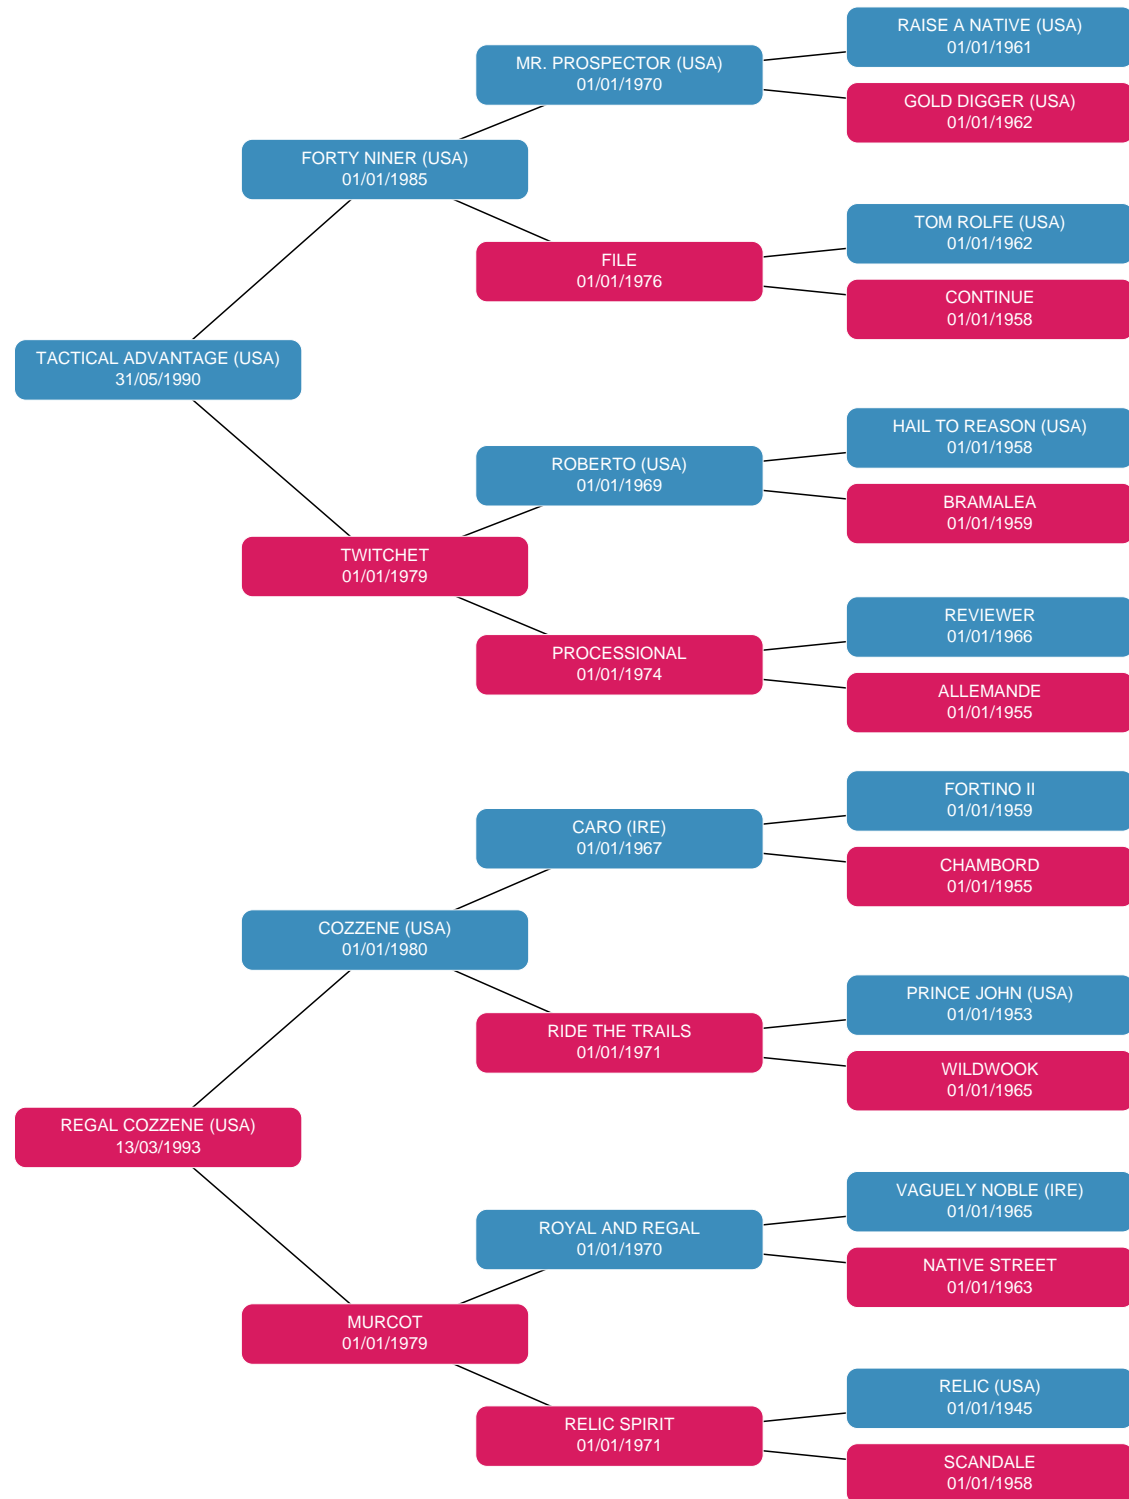 RAISE A NATIVE (USA)
01/01/1961
MR. PROSPECTOR (USA)
01/01/1970
GOLD DIGGER (USA)
01/01/1962
FORTY NINER (USA)
01/01/1985
TOM ROLFE (USA)
01/01/1962
FILE
01/01/1976
CONTINUE
01/01/1958
TACTICAL ADVANTAGE (USA)
31/05/1990
HAIL TO REASON (USA)
01/01/1958
ROBERTO (USA)
01/01/1969
BRAMALEA
01/01/1959
TWITCHET
01/01/1979
REVIEWER
01/01/1966
PROCESSIONAL
01/01/1974
ALLEMANDE
01/01/1955
FORTINO II
01/01/1959
CARO (IRE)
01/01/1967
CHAMBORD
01/01/1955
COZZENE (USA)
01/01/1980
PRINCE JOHN (USA)
01/01/1953
RIDE THE TRAILS
01/01/1971
WILDWOOK
01/01/1965
REGAL COZZENE (USA)
13/03/1993
VAGUELY NOBLE (IRE)
01/01/1965
ROYAL AND REGAL
01/01/1970
NATIVE STREET
01/01/1963
MURCOT
01/01/1979
RELIC (USA)
01/01/1945
RELIC SPIRIT
01/01/1971
SCANDALE
01/01/1958